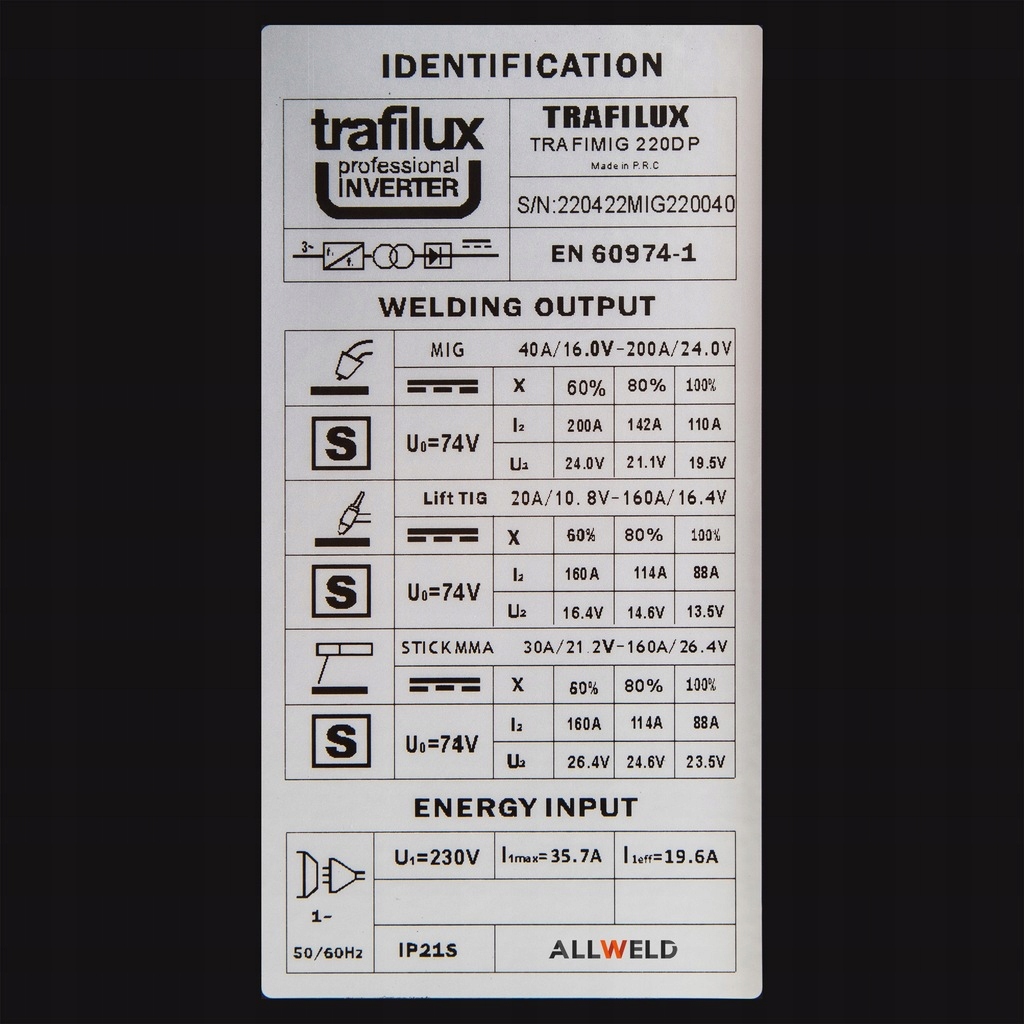 IDENTIFICATION
trafilux
professional
INVERTER
TRAFILUX
TRAFIMIG 220DP
Made in P.R.C
S/N:220422MIG220040
3~ f₁ f₂
EN 60974-1
WELDING OUTPUT
MIG 40A/16.0V-200A/24.0V
X 60% 80% 100%
S
U₀=74V
I₂ 200A 142A 110A
U₂ 24.0V 21.1V 19.5V
Lift TIG 20A/10.8V-160A/16.4V
X 60% 80% 100%
S
U₀=74V
I₂ 160A 114A 88A
U₂ 16.4V 14.6V 13.5V
STICK MMA 30A/21.2V-160A/26.4V
X 60% 80% 100%
S
U₀=74V
I₂ 160A 114A 88A
U₂ 26.4V 24.6V 23.5V
ENERGY INPUT
1~
50/60Hz
U₁=230V I₁max=35.7A I₁eff=19.6A
IP21S
ALLWELD